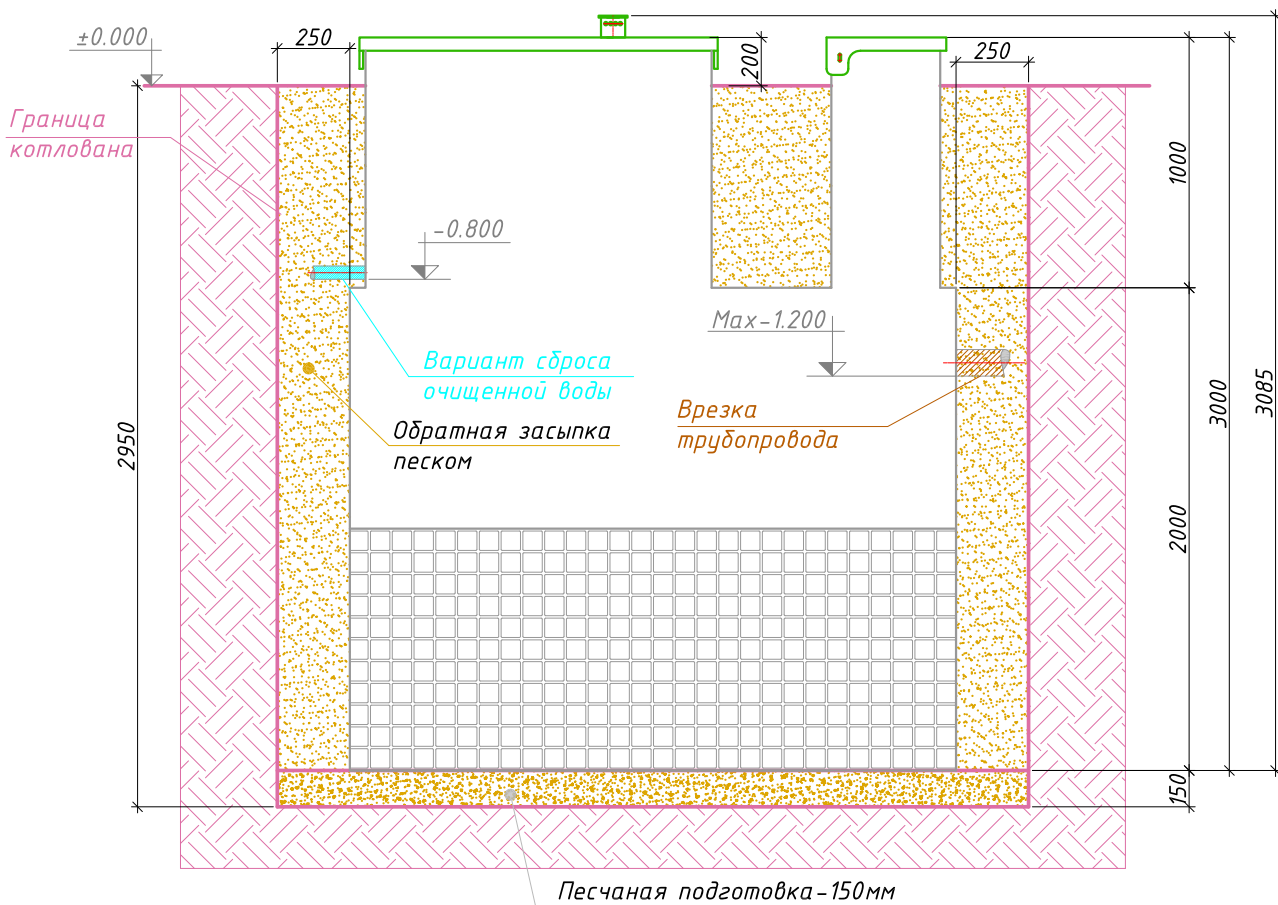 ±0.000
250
200
250
Граница
котлована
1000
-0.800
Max-1.200
Вариант сброса
очищенной воды
Врезка
трубопровода
Обратная засыпка
песком
2950
3000
3085
2000
150
Песчаная подготовка-150мм